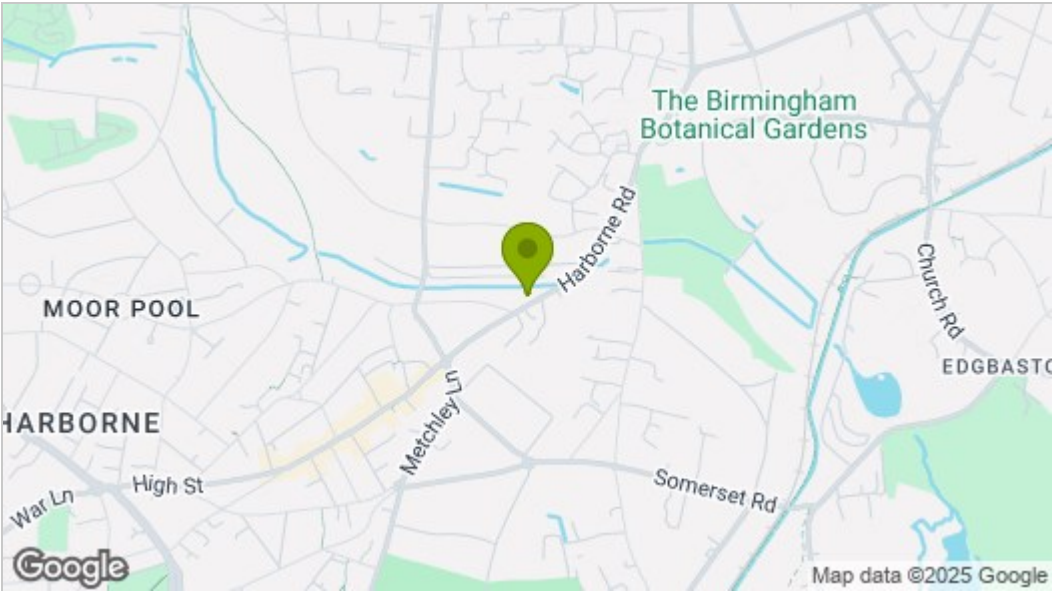 The Birmingham
Botanical Gardens
Harborne Rd
Church Rd
MOOR POOL
EDGBASTO
Metchley Ln
HARBORNE
High St
Somerset Rd
War Ln
Google
Map data ©2025 Google